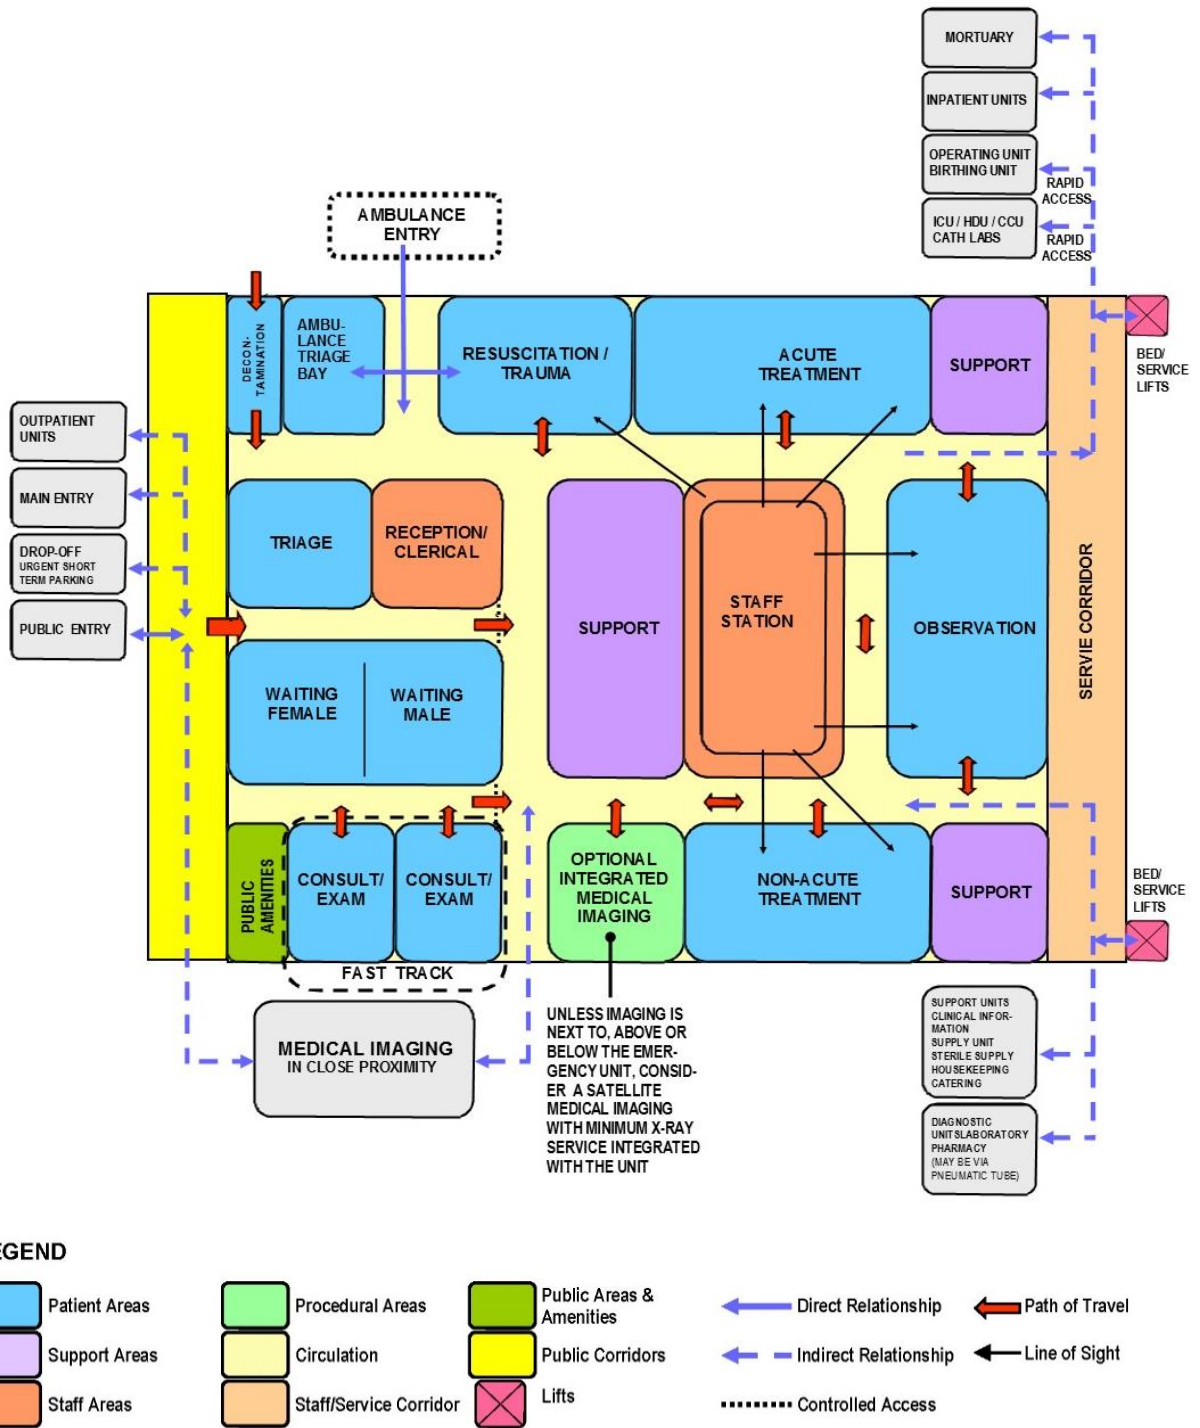 MORTUARY
INPATIENT UNITS
OPERATING UNIT
BIRTHING UNIT
RAPID
ACCESS
ICU / HDU / CCU
CATH LABS
RAPID
ACCESS
AMBULANCE
ENTRY
DECON-
TAMINATION
AMBU-
LANCE
TRIAGE
BAY
RESUSCITATION /
TRAUMA
ACUTE
TREATMENT
SUPPORT
BED/
SERVICE
LIFTS
OUTPATIENT
UNITS
MAIN ENTRY
DROP-OFF
URGENT SHORT
TERM PARKING
PUBLIC ENTRY
TRIAGE
RECEPTION/
CLERICAL
SUPPORT
STAFF
STATION
OBSERVATION
SERVIE CORRIDOR
WAITING
FEMALE
WAITING
MALE
PUBLIC
AMENITIES
CONSULT/
EXAM
CONSULT/
EXAM
FAST TRACK
OPTIONAL
INTEGRATED
MEDICAL
IMAGING
NON-ACUTE
TREATMENT
SUPPORT
BED/
SERVICE
LIFTS
MEDICAL IMAGING
IN CLOSE PROXIMITY
UNLESS IMAGING IS
NEXT TO, ABOVE OR
BELOW THE EMER-
GENCY UNIT, CONSID-
ER A SATELLITE
MEDICAL IMAGING
WITH MINIMUM X-RAY
SERVICE INTEGRATED
WITH THE UNIT
SUPPORT UNITS
CLINICAL INFOR-
MATION
SUPPLY UNIT
STERILE SUPPLY
HOUSEKEEPING
CATERING
DIAGNOSTIC
UNITSLABORATORY
PHARMACY
(MAY BE VIA
PNEUMATIC TUBE)
EGEND
Patient Areas
Support Areas
Staff Areas
Procedural Areas
Circulation
Staff/Service Corridor
Public Areas &
Amenities
Public Corridors
Lifts
Direct Relationship
Indirect Relationship
Controlled Access
Path of Travel
Line of Sight